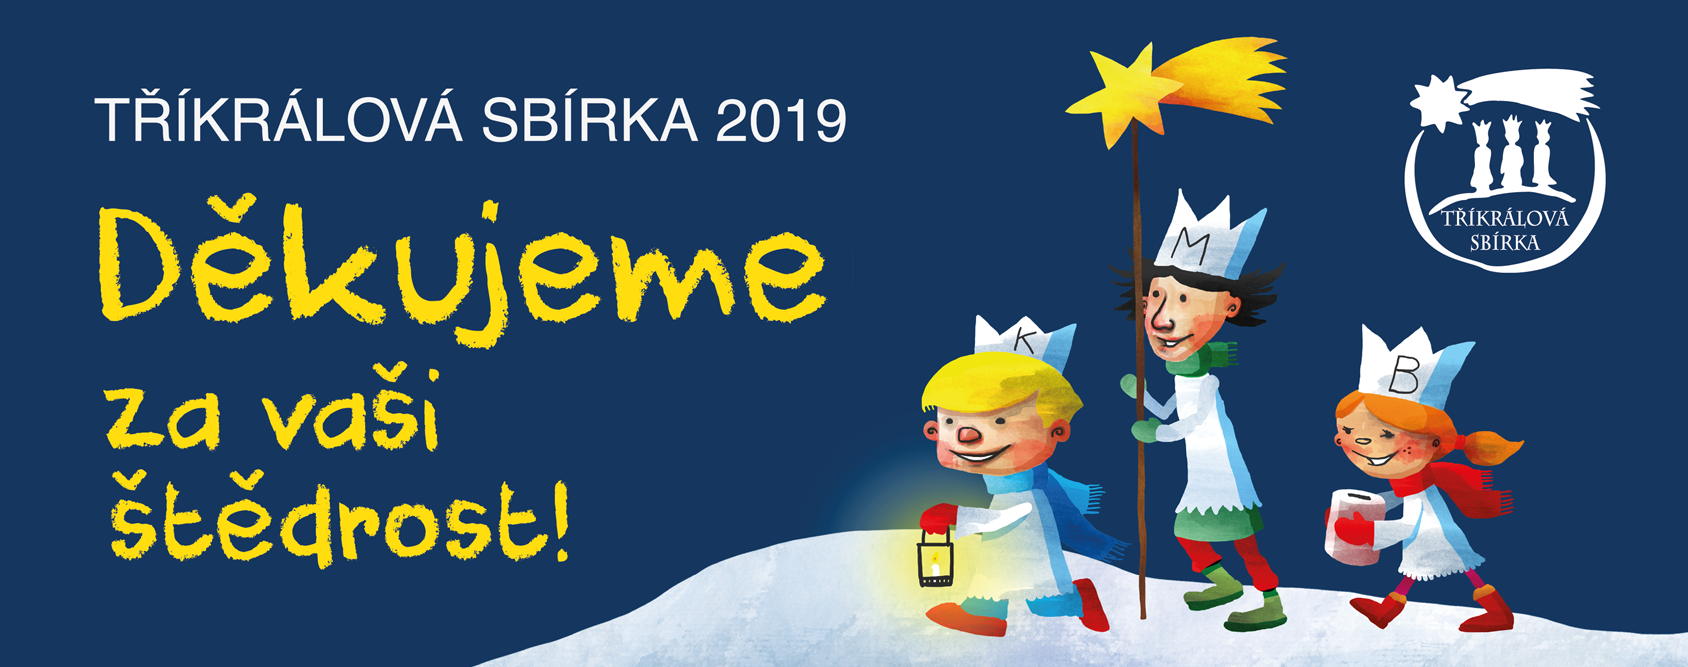 TŘÍKRÁLOVÁ SBÍRKA 2019
Děkujeme
za vaši
štědrost!
K
M
B
TŘÍKRÁLOVÁ
SBÍRKA